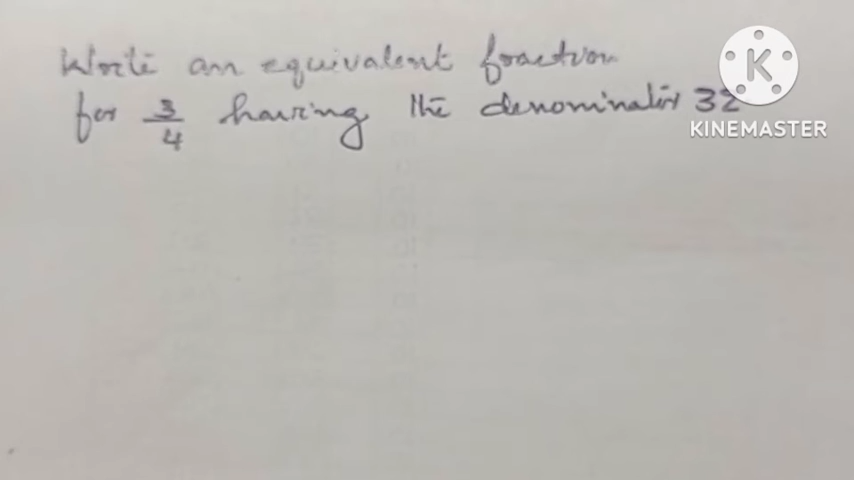 Write an equivalent fraction
for 3/4 having the denominator 32
KINEMASTER